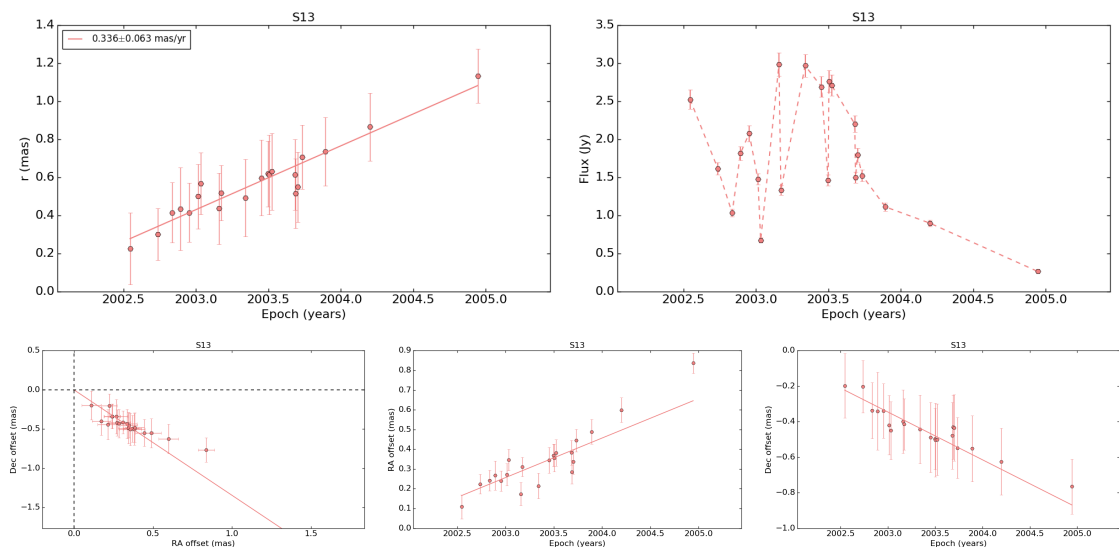 S13
0.336±0.063 mas/yr
r (mas)
1.4
1.2
1.0
0.8
0.6
0.4
0.2
0.0
2002.5 2003.0 2003.5 2004.0 2004.5 2005.0
Epoch (years)
S13
Flux (Jy)
3.5
3.0
2.5
2.0
1.5
1.0
0.5
0.0
2002.5 2003.0 2003.5 2004.0 2004.5 2005.0
Epoch (years)
S13
Dec offset (mas)
0.5
0.0
−0.5
−1.0
−1.5
0.0 0.5 1.0 1.5
RA offset (mas)
S13
RA offset (mas)
0.9
0.8
0.7
0.6
0.5
0.4
0.3
0.2
0.1
0.0
2002.5 2003.0 2003.5 2004.0 2004.5 2005.0
Epoch (years)
S13
Dec offset (mas)
0.0
−0.2
−0.4
−0.6
−0.8
−1.0
2002.5 2003.0 2003.5 2004.0 2004.5 2005.0
Epoch (years)